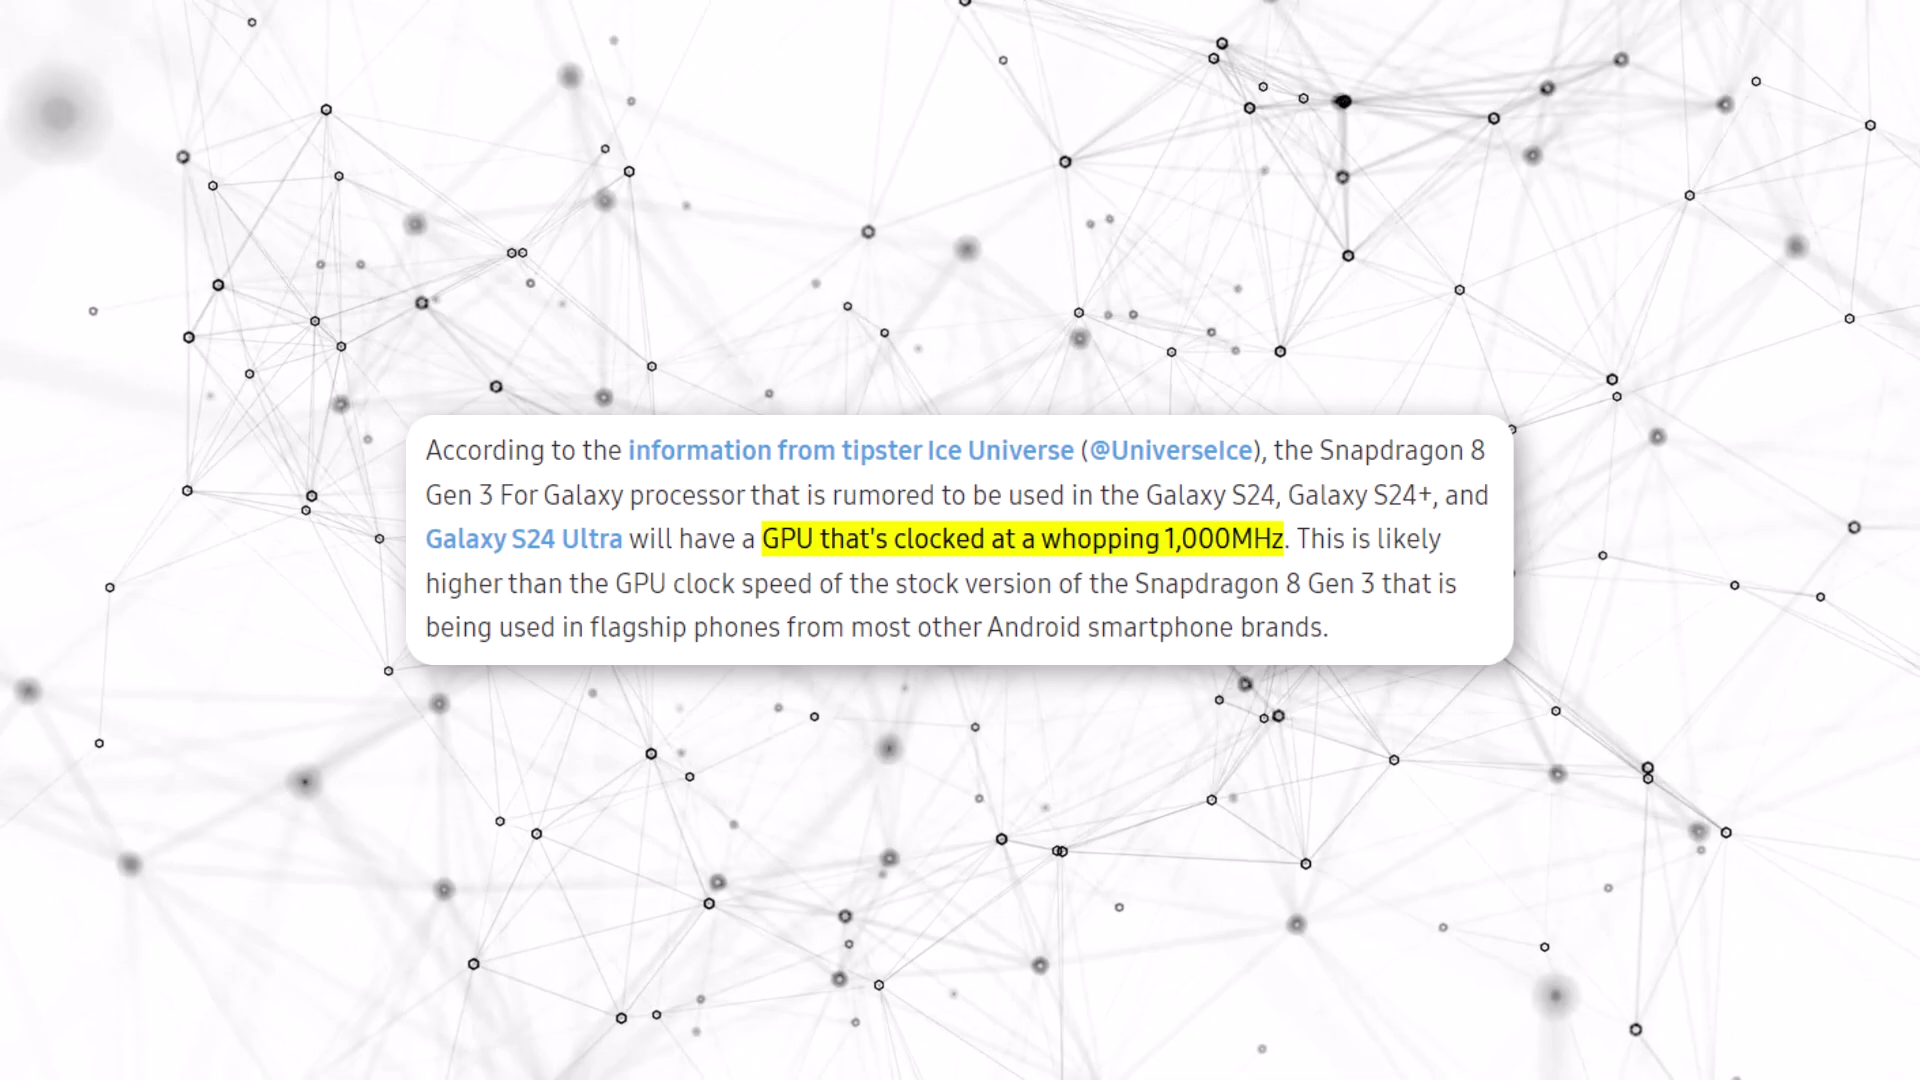 According to the information from tipster Ice Universe (@UniverseIce), the Snapdragon 8
Gen 3 For Galaxy processor that is rumored to be used in the Galaxy S24, Galaxy S24+, and
Galaxy S24 Ultra will have a GPU that's clocked at a whopping 1,000MHz. This is likely
higher than the GPU clock speed of the stock version of the Snapdragon 8 Gen 3 that is
being used in flagship phones from most other Android smartphone brands.